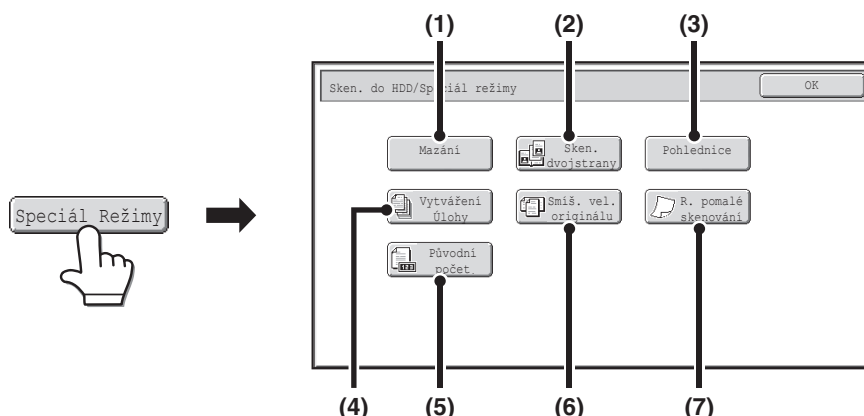 (1) (2) (3)
Sken. do HDD/Speciál režimy
OK
Mazání
Sken.
dvojstrany
Pohlednice
Speciál Režimy
Vytváření
Úlohy
Smíš. vel.
originálu
R. pomalé
skenování
Původní
počet
(4) (5) (6) (7)